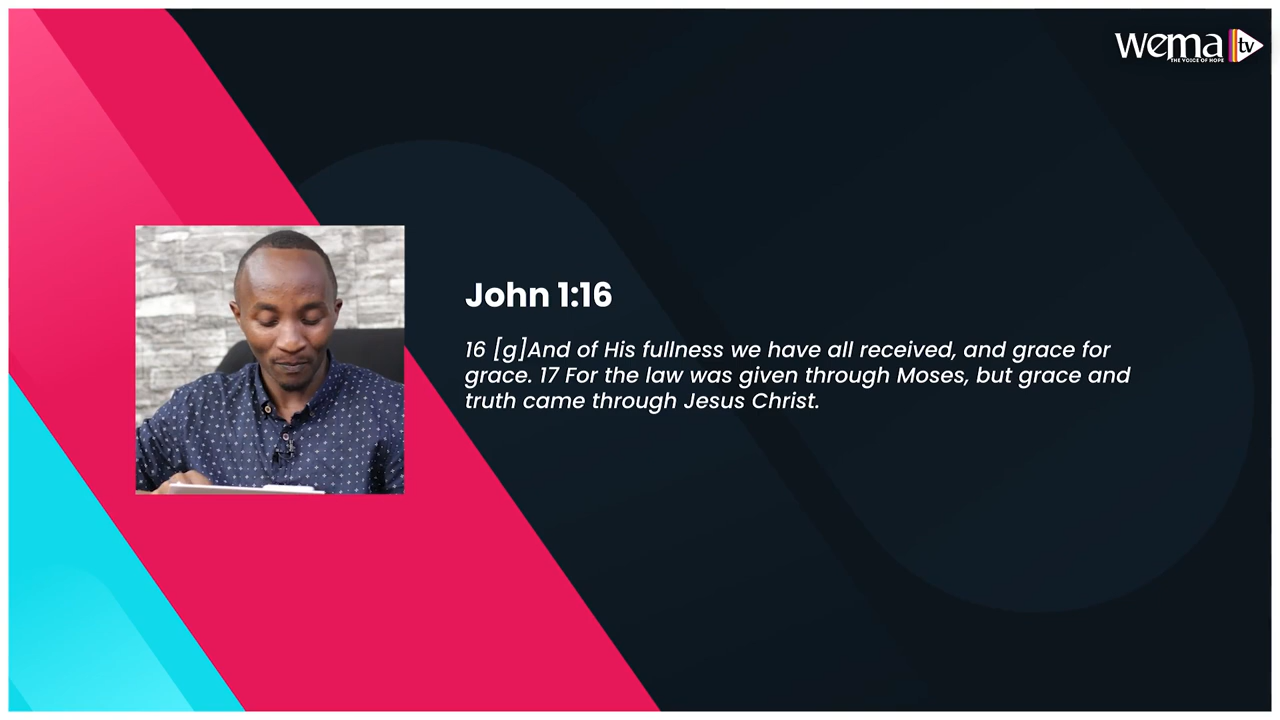 wema tv
THE VOICE OF HOPE
John 1:16
16 [g]And of His fullness we have all received, and grace for
grace. 17 For the law was given through Moses, but grace and
truth came through Jesus Christ.